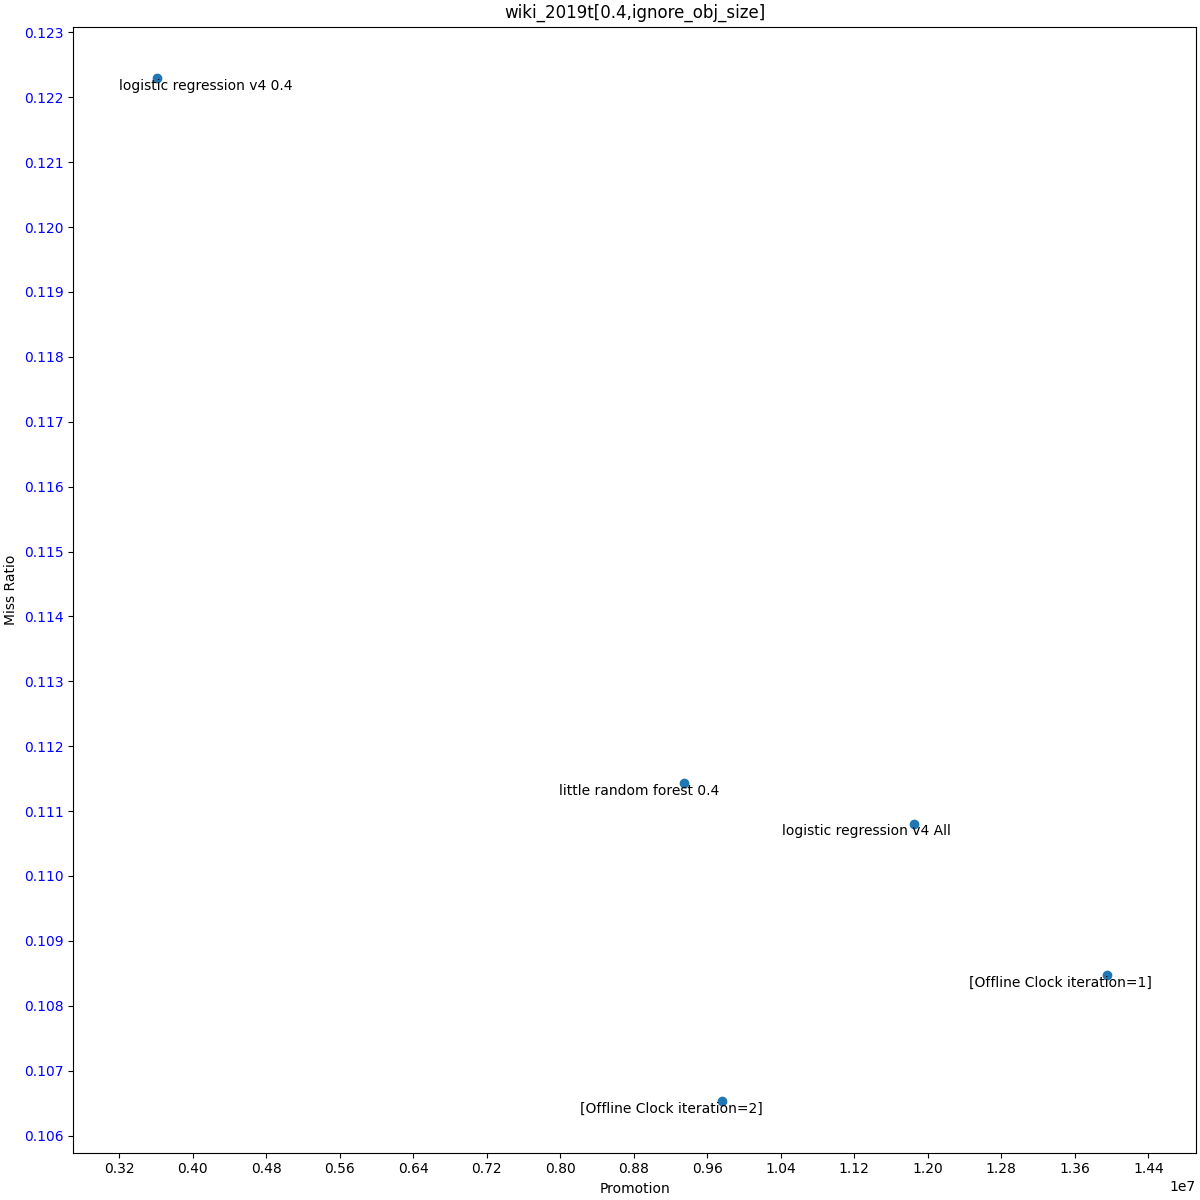 wiki_2019t[0.4,ignore_obj_size]
0.123
logistic regression v4 0.4
0.122
0.121
0.120
0.119
0.118
0.117
0.116
0.115
Miss Ratio
0.114
0.113
0.112
little random forest 0.4
0.111
logistic regression v4 All
0.110
0.109
[Offline Clock iteration=1]
0.108
0.107
[Offline Clock iteration=2]
0.106
0.32 0.40 0.48 0.56 0.64 0.72 0.80 0.88 0.96 1.04 1.12 1.20 1.28 1.36 1.44
1e7
Promotion